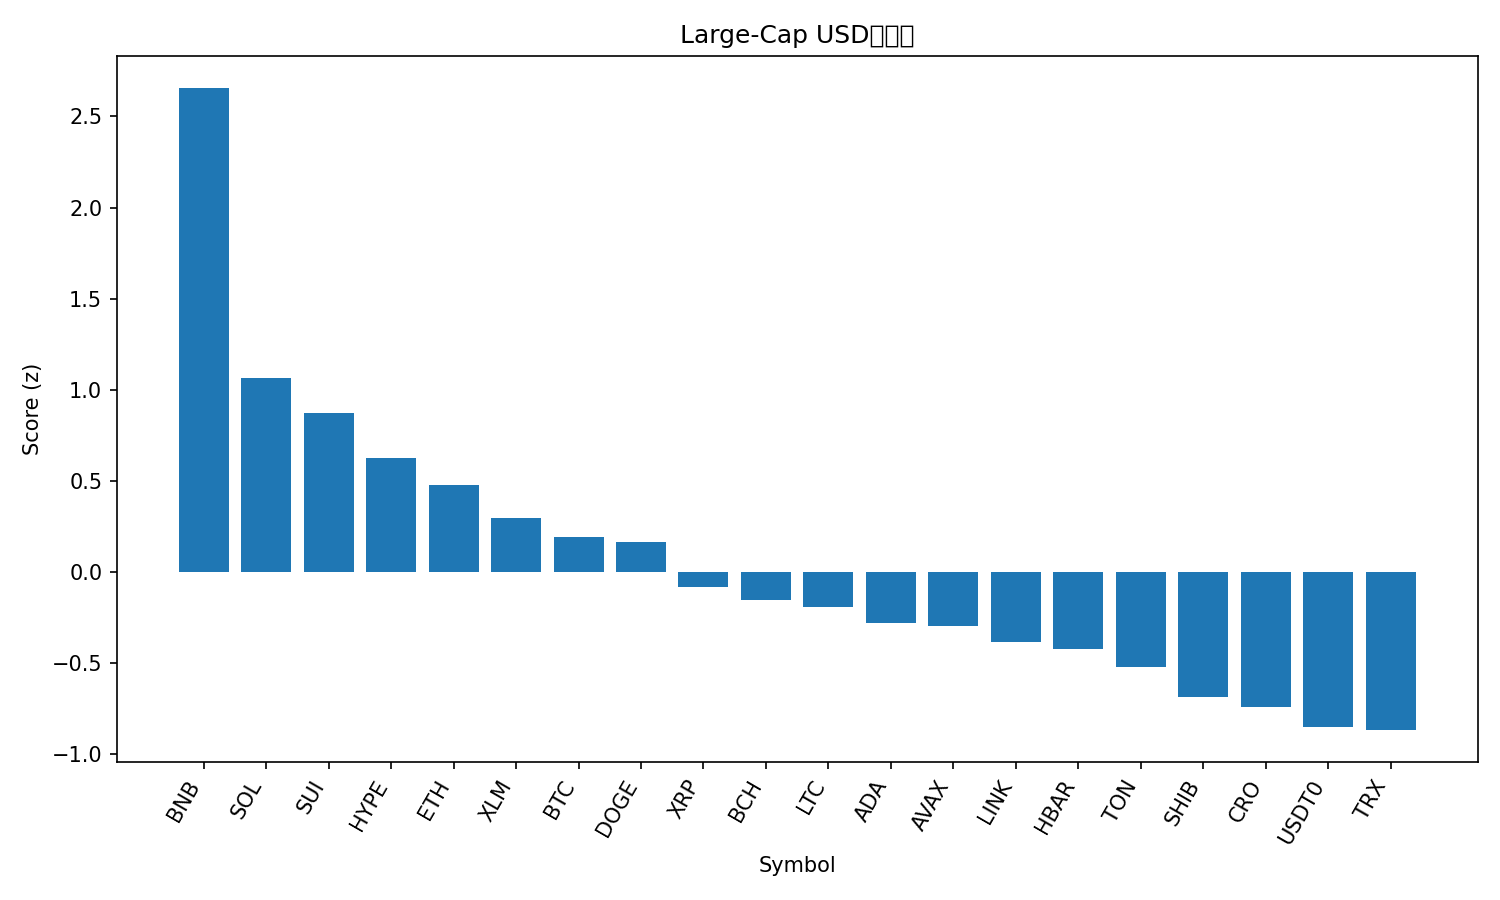 Large-Cap USD
Score (z)
2.5
2.0
1.5
1.0
0.5
0.0
−0.5
−1.0
BNB
SOL
SUI
HYPE
ETH
XLM
BTC
DOGE
XRP
BCH
LTC
ADA
AVAX
LINK
HBAR
TON
SHIB
CRO
USDT0
TRX
Symbol